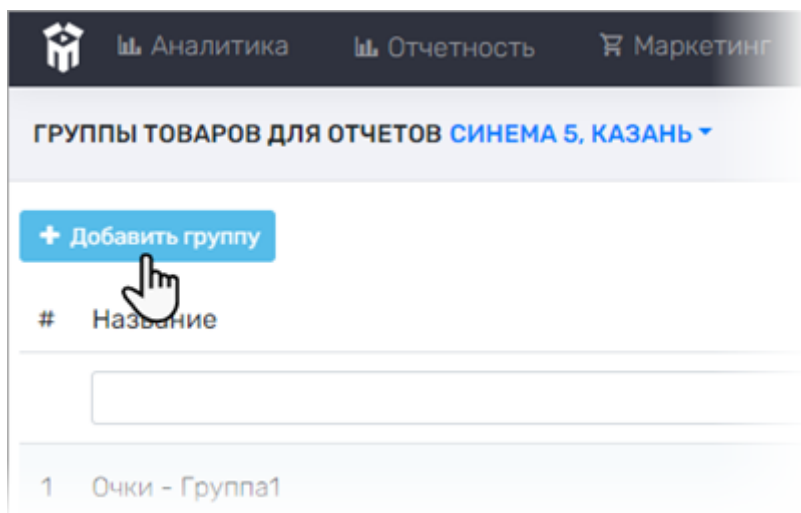 Аналитика Отчетность Маркетинг
ГРУППЫ ТОВАРОВ ДЛЯ ОТЧЕТОВ СИНЕМА 5, КАЗАНЬ
+ Добавить группу
# Название
1 Очки - Группа1